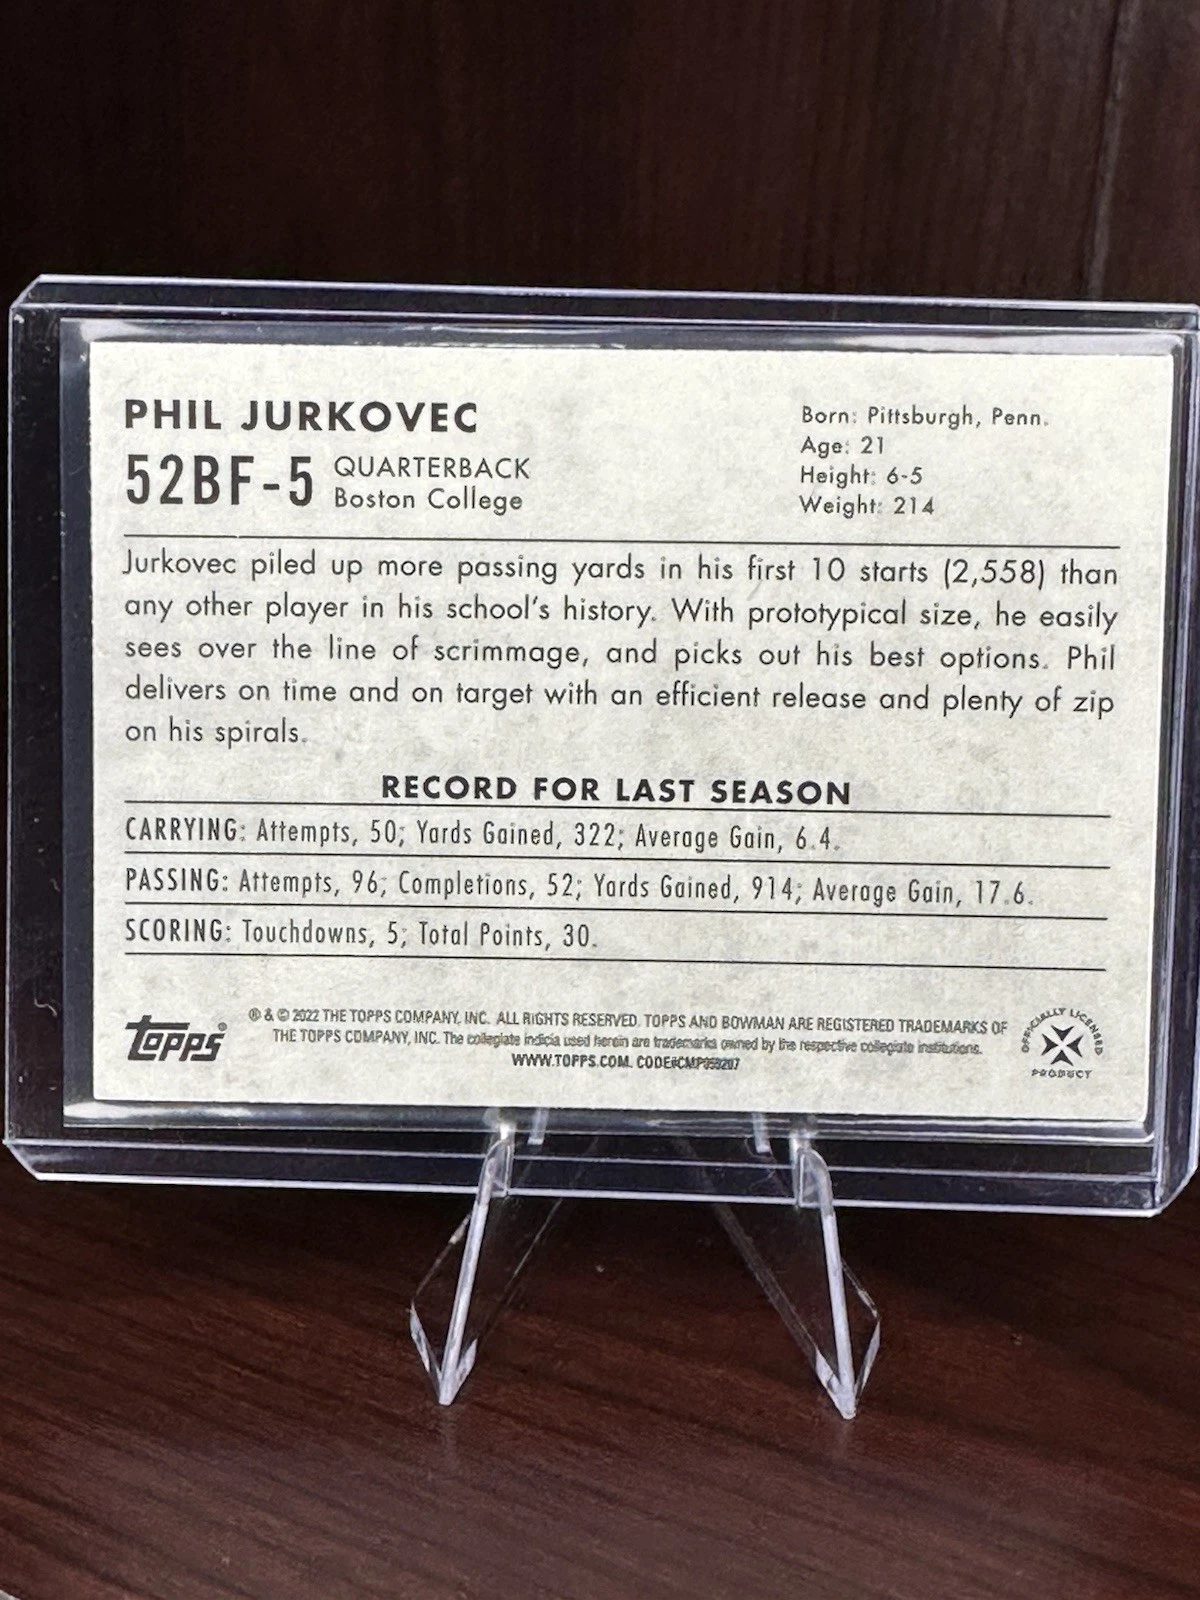 PHIL JURKOVEC
52BF-5
QUARTERBACK
Boston College
Born: Pittsburgh, Penn.
Age: 21
Height: 6-5
Weight: 214
Jurkovec piled up more passing yards in his first 10 starts (2,558) than
any other player in his school's history. With prototypical size, he easily
sees over the line of scrimmage, and picks out his best options. Phil
delivers on time and on target with an efficient release and plenty of zip
on his spirals.
RECORD FOR LAST SEASON
CARRYING: Attempts, 50; Yards Gained, 322; Average Gain, 6.4.
PASSING: Attempts, 96; Completions, 52; Yards Gained, 914; Average Gain, 17.6.
SCORING: Touchdowns, 5; Total Points, 30.
topps®
® & © 2022 THE TOPPS COMPANY, INC. ALL RIGHTS RESERVED. TOPPS AND BOWMAN ARE REGISTERED TRADEMARKS OF
THE TOPPS COMPANY, INC. The collegiate indicia used herein are trademarks owned by the respective collegiate institutions.
WWW.TOPPS.COM. CODE#CMP053207
OFFICIALLY LICENSED
PRODUCT